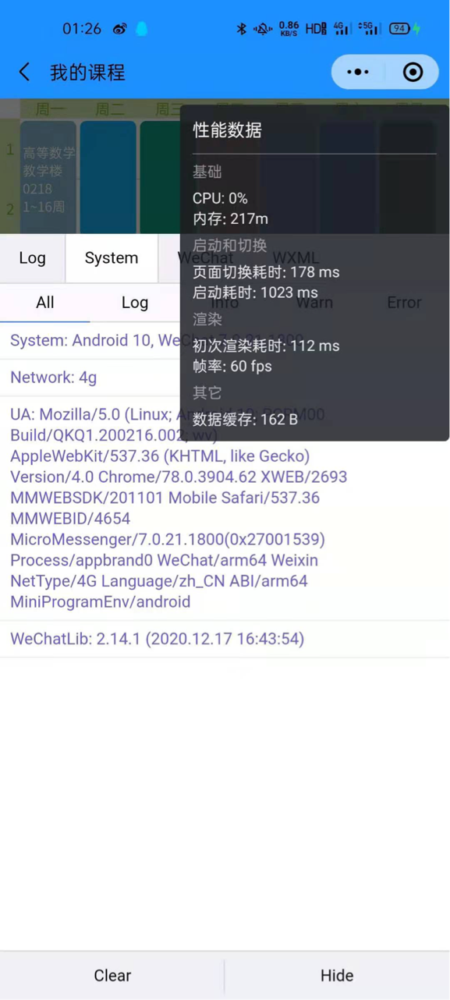 01:26 0.86 KB/S HD 4G 5G 94
我的课程
周一 周二 周三
性能数据
1
高等数学
教学楼
0218
1~16周
2
基础
CPU: 0%
内存: 217m
启动和切换
Log System WeChat WXML
页面切换耗时: 178 ms
启动耗时: 1023 ms
All Log Info Warn Error
渲染
System: Android 10, WeChat
初次渲染耗时: 112 ms
帧率: 60 fps
Network: 4g
其它
数据缓存: 162 B
UA: Mozilla/5.0 (Linux; Android 10;
Build/QKQ1.200216.002; wv)
AppleWebKit/537.36 (KHTML, like Gecko)
Version/4.0 Chrome/78.0.3904.62 XWEB/2693
MMWEBSDK/201101 Mobile Safari/537.36
MMWEBID/4654
MicroMessenger/7.0.21.1800(0x27001539)
Process/appbrand0 WeChat/arm64 Weixin
NetType/4G Language/zh_CN ABI/arm64
MiniProgramEnv/android
WeChatLib: 2.14.1 (2020.12.17 16:43:54)
Clear Hide